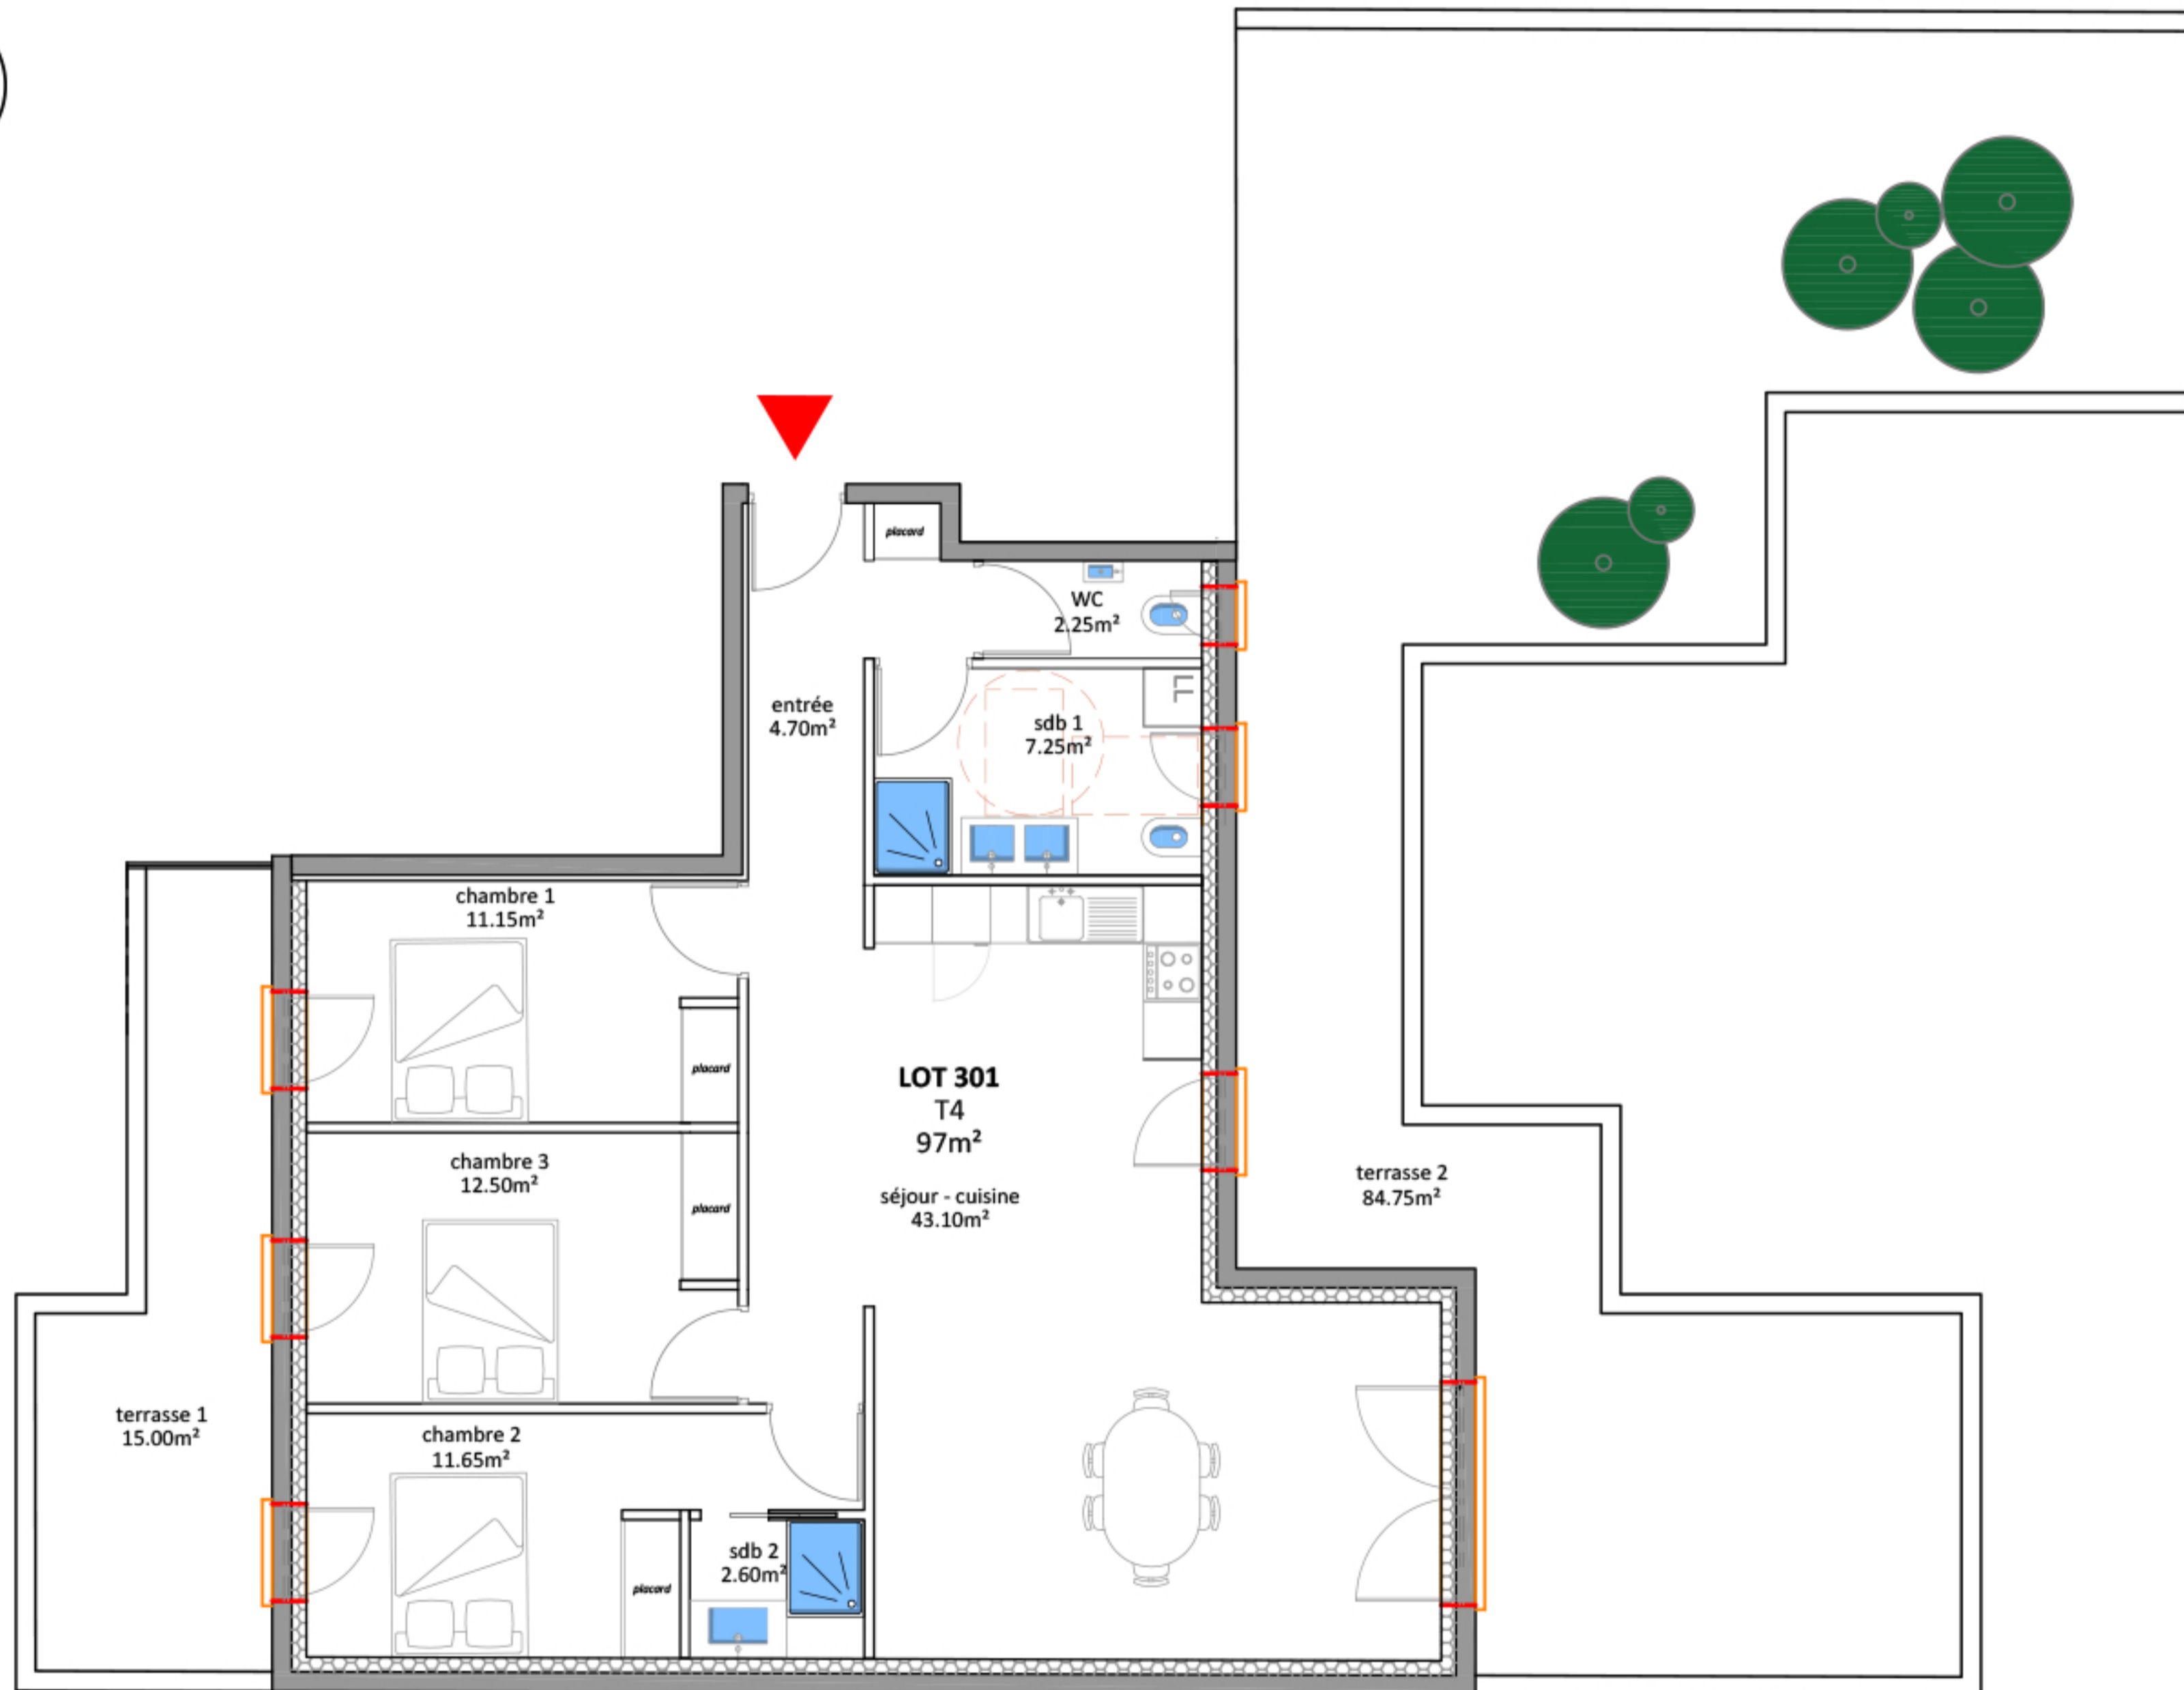 placard
WC
2.25m²
entrée
4.70m²
sdb 1
7.25m²
chambre 1
11.15m²
placard
LOT 301
T4
97m²
chambre 3
12.50m²
placard
séjour - cuisine
43.10m²
terrasse 2
84.75m²
terrasse 1
15.00m²
chambre 2
11.65m²
sdb 2
2.60m²
placard